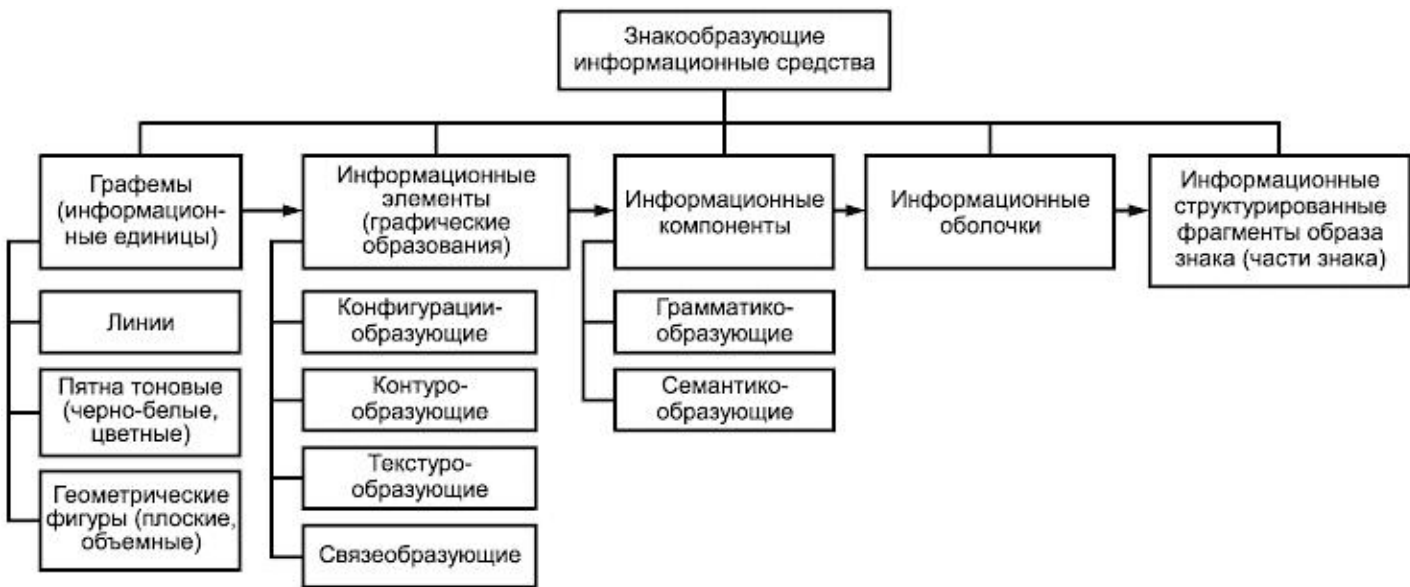 Знакообразующие
информационные средства
Графемы
(информацион-
ные единицы)
Информационные
элементы
(графические
образования)
Информационные
компоненты
Информационные
оболочки
Информационные
структурированные
фрагменты образа
знака (части знака)
Линии
Пятна тоновые
(черно-белые,
цветные)
Геометрические
фигуры (плоские,
объемные)
Конфигурации-
образующие
Контуро-
образующие
Текстуро-
образующие
Связеобразующие
Грамматико-
образующие
Семантико-
образующие